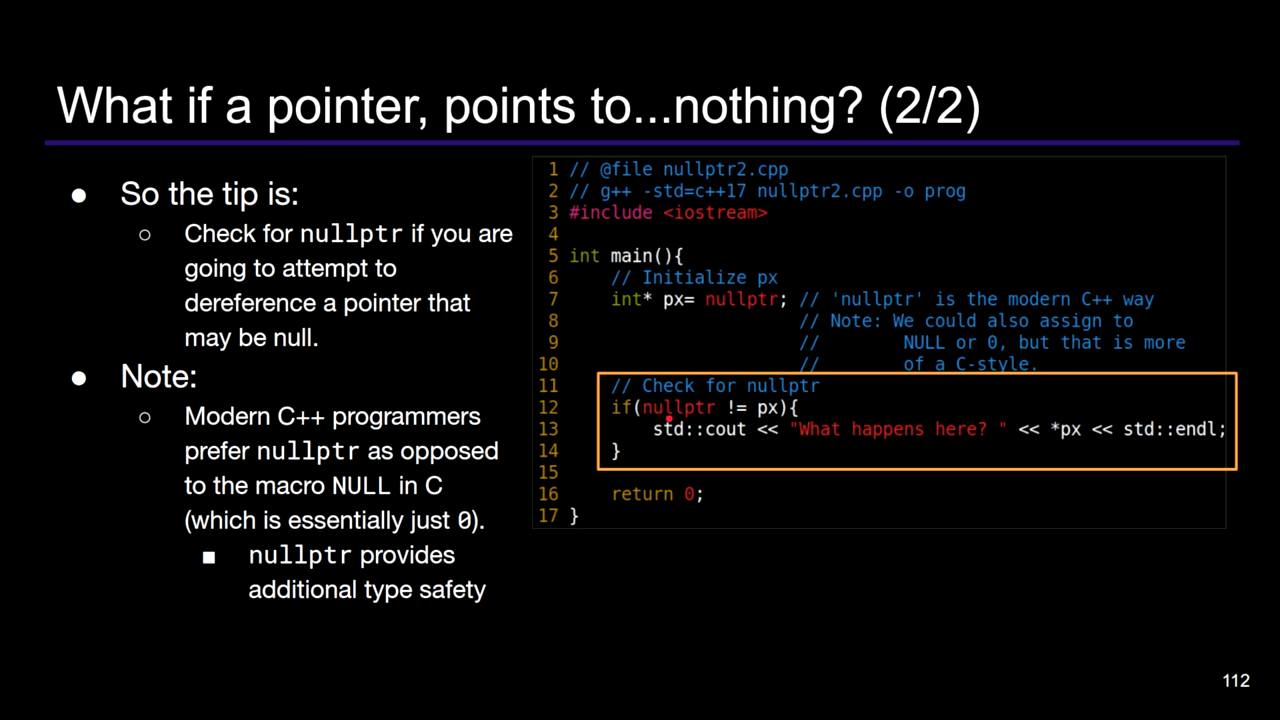 What if a pointer, points to...nothing? (2/2)
● So the tip is:
○ Check for nullptr if you are
going to attempt to
dereference a pointer that
may be null.
● Note:
○ Modern C++ programmers
prefer nullptr as opposed
to the macro NULL in C
(which is essentially just 0).
■ nullptr provides
additional type safety
1 // @file nullptr2.cpp
2 // g++ -std=c++17 nullptr2.cpp -o prog
3 #include <iostream>
4
5 int main(){
6     // Initialize px
7     int* px= nullptr; // 'nullptr' is the modern C++ way
8                       // Note: We could also assign to
9                       //       NULL or 0, but that is more
10                      //       of a C-style.
11    // Check for nullptr
12    if(nullptr != px){
13        std::cout << "What happens here? " << *px << std::endl;
14    }
15
16    return 0;
17 }
112